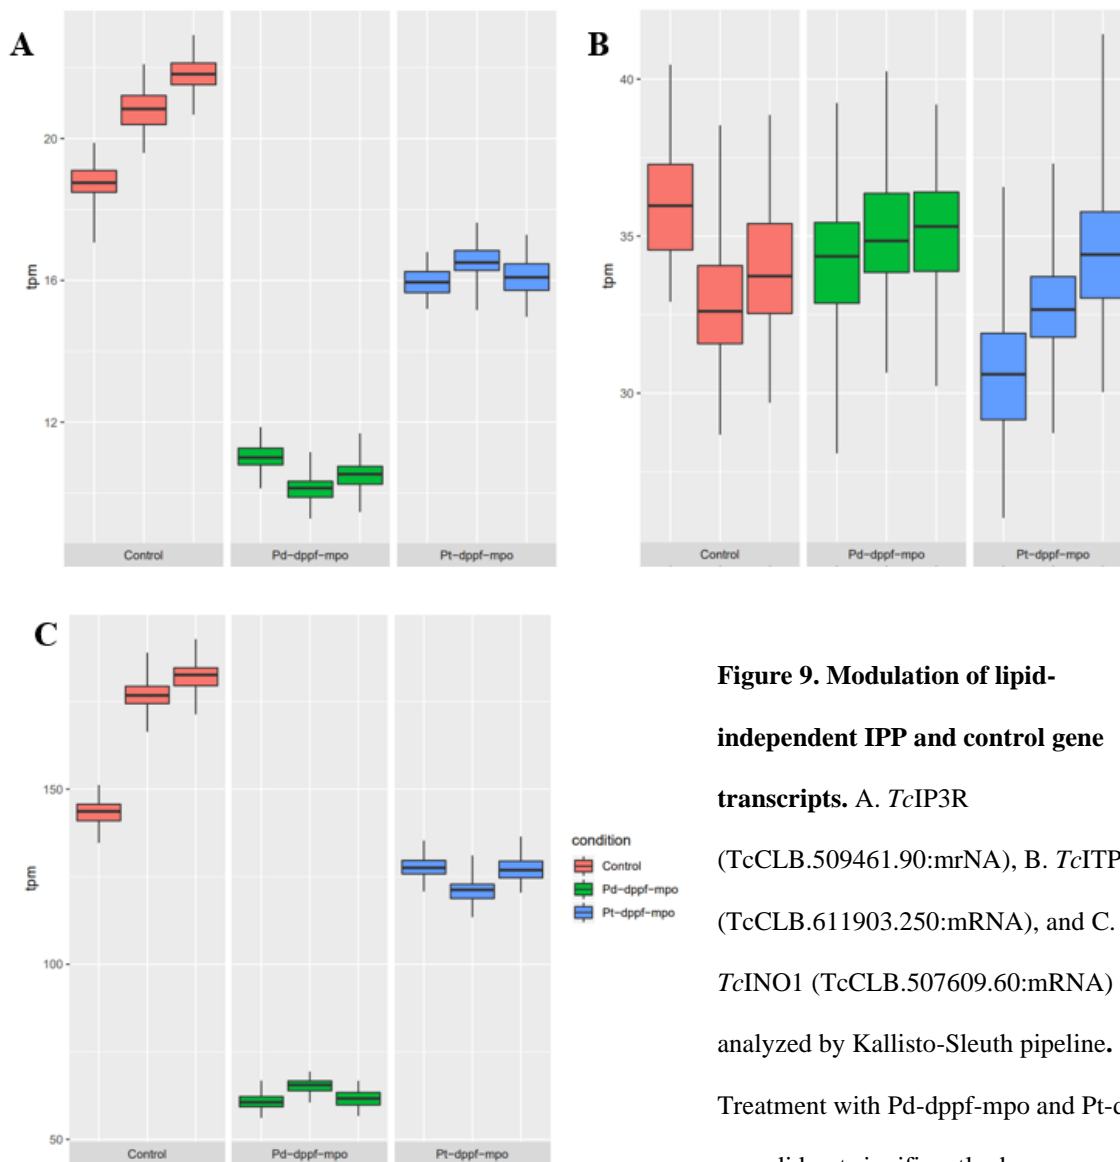 A
tpm
20
16
12
Control
Pd-dppf-mpo
Pt-dppf-mpo
B
tpm
40
35
30
Control
Pd-dppf-mpo
Pt-dppf-mpo
C
tpm
150
100
50
Control
Pd-dppf-mpo
Pt-dppf-mpo
condition
Control
Pd-dppf-mpo
Pt-dppf-mpo
Figure 9. Modulation of lipid-
independent IPP and control gene
transcripts. A. TcIP3R
(TcCLB.509461.90:mrNA), B. TcITP
(TcCLB.611903.250:mRNA), and C.
TcINO1 (TcCLB.507609.60:mRNA)
analyzed by Kallisto-Sleuth pipeline.
Treatment with Pd-dppf-mpo and Pt-d